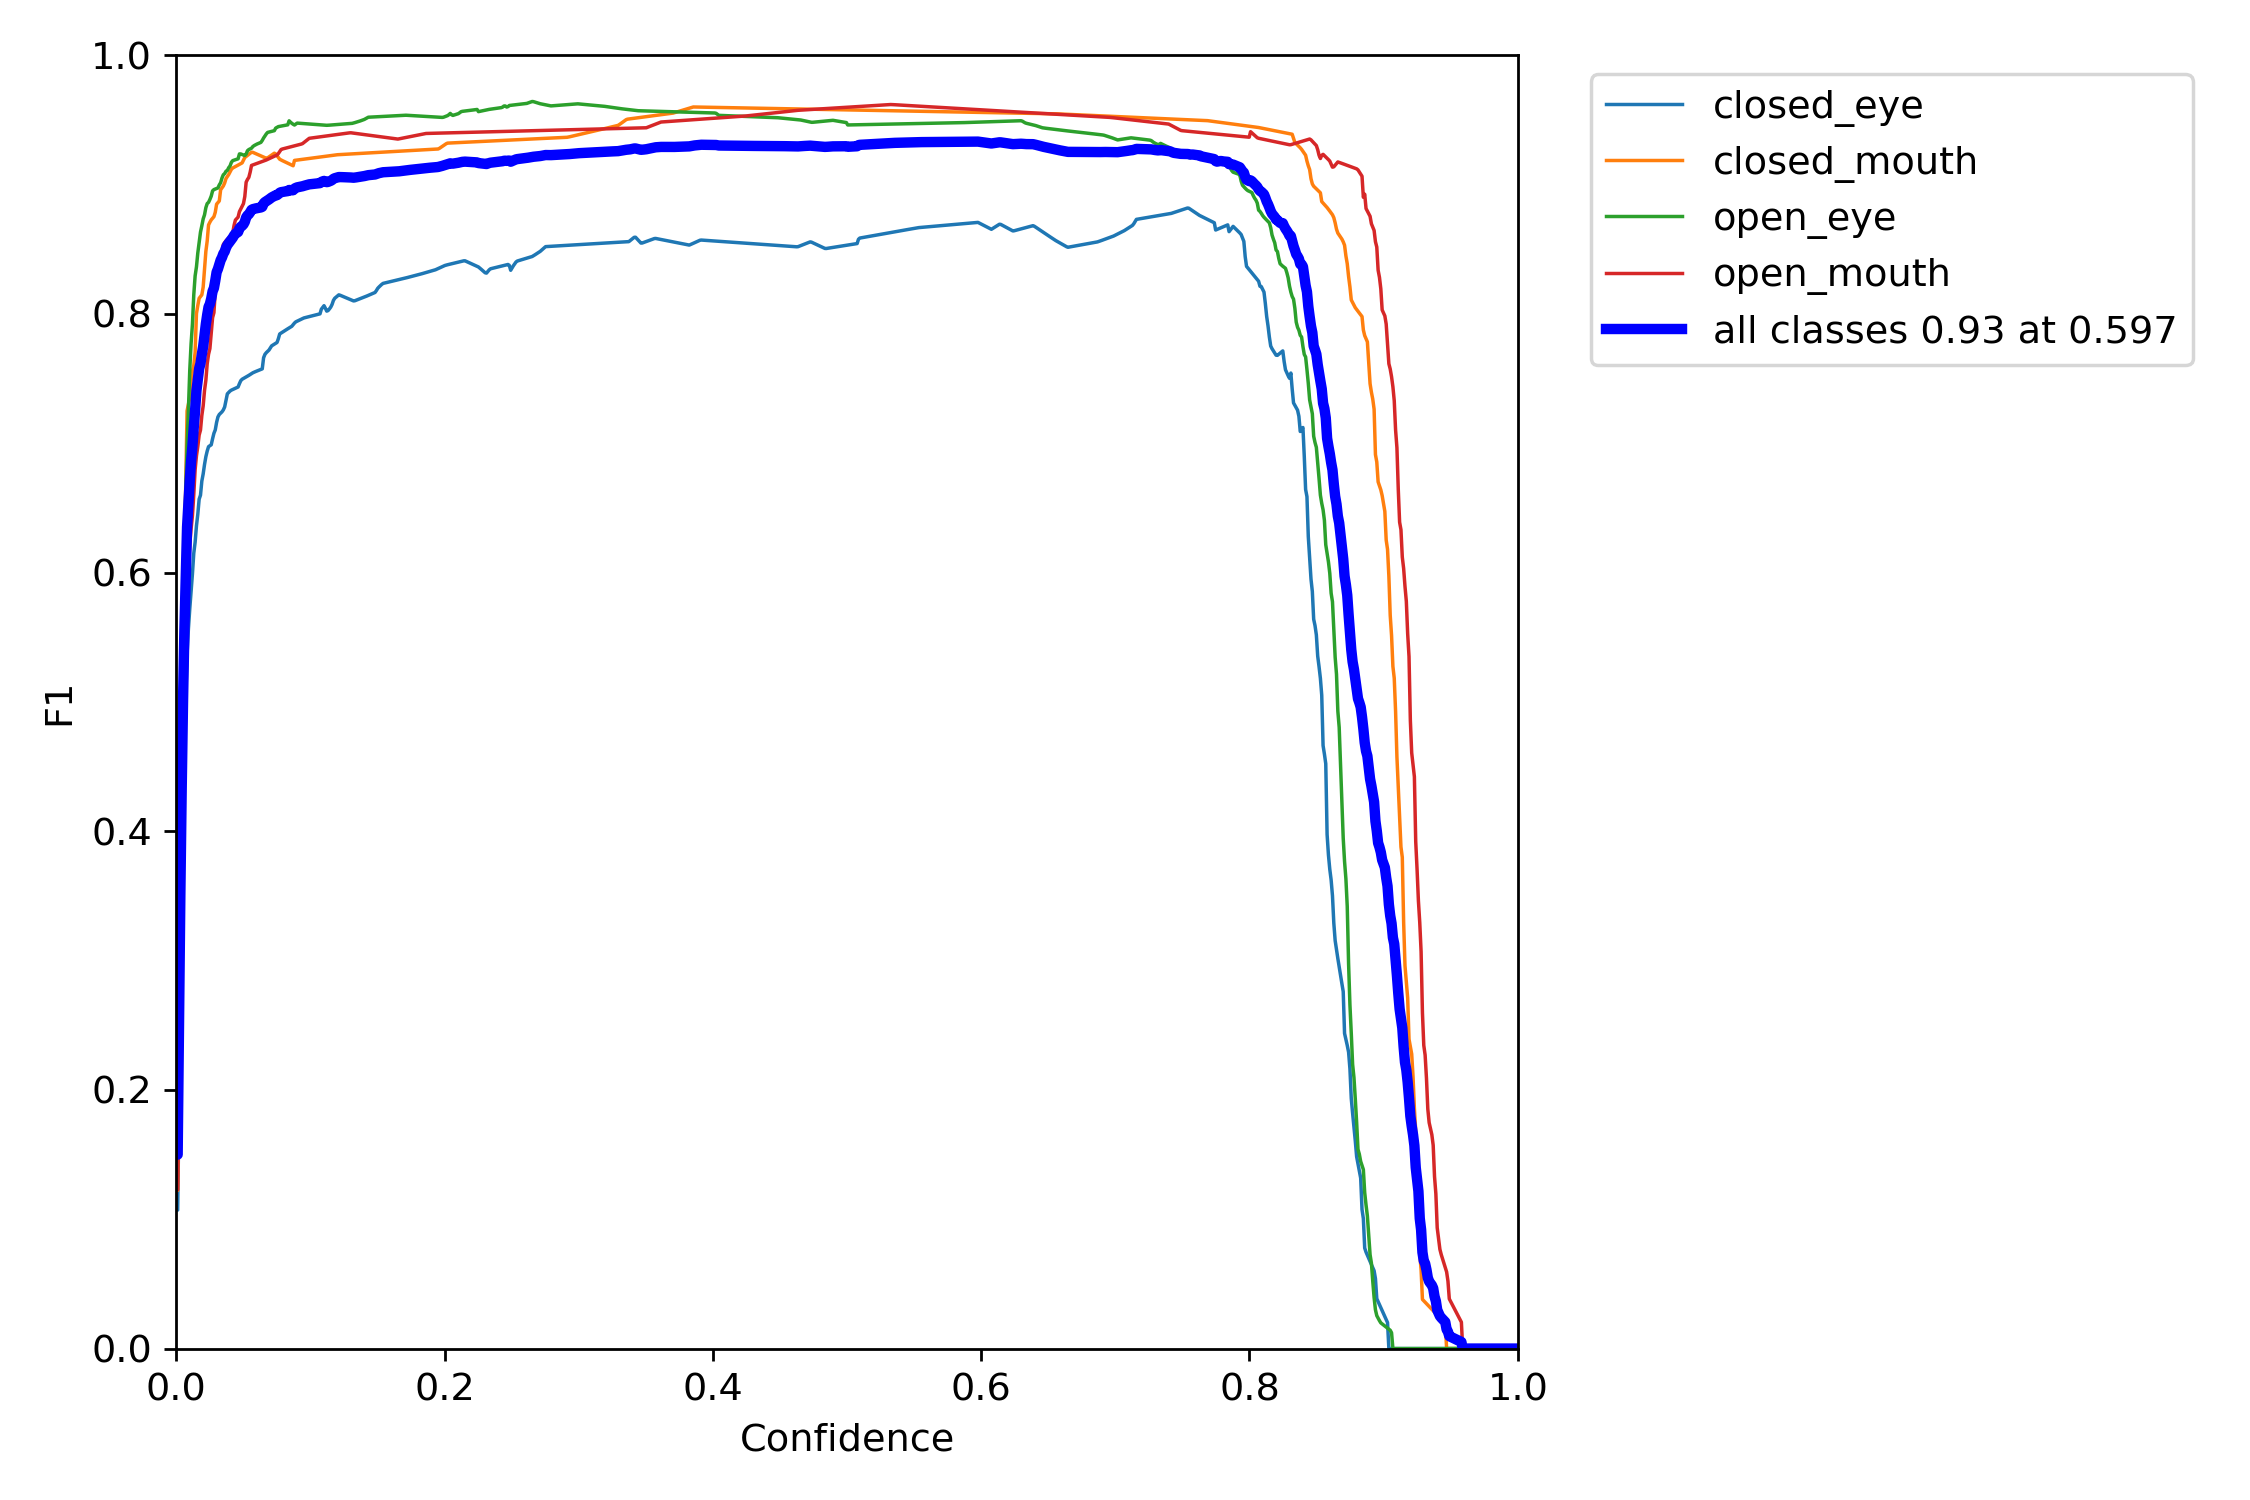 1.0
0.8
0.6
0.4
0.2
0.0
F1
0.0 0.2 0.4 0.6 0.8 1.0
Confidence
closed_eye
closed_mouth
open_eye
open_mouth
all classes 0.93 at 0.597